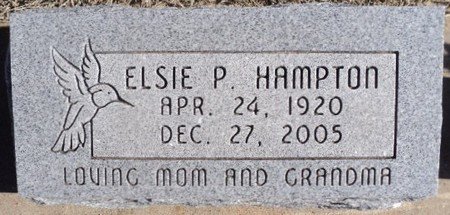 ELSIE P. HAMPTON
APR. 24, 1920
DEC. 27, 2005
LOVING MOM AND GRANDMA